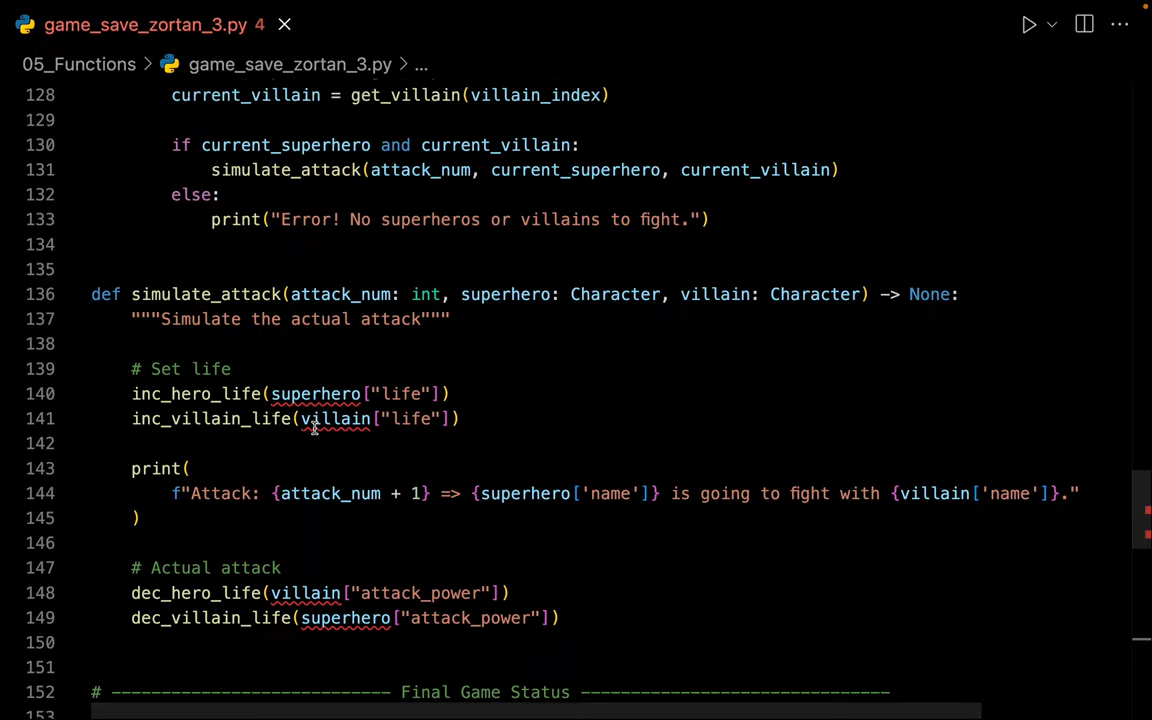 game_save_zortan_3.py 4
05_Functions > game_save_zortan_3.py > ...
128 current_villain = get_villain(villain_index)
129
130 if current_superhero and current_villain:
131 simulate_attack(attack_num, current_superhero, current_villain)
132 else:
133 print("Error! No superheros or villains to fight.")
134
135
136 def simulate_attack(attack_num: int, superhero: Character, villain: Character) -> None:
137 """Simulate the actual attack"""
138
139 # Set life
140 inc_hero_life(superhero["life"])
141 inc_villain_life(villain["life"])
142
143 print(
144 f"Attack: {attack_num + 1} => {superhero['name']} is going to fight with {villain['name']}."
145 )
146
147 # Actual attack
148 dec_hero_life(villain["attack_power"])
149 dec_villain_life(superhero["attack_power"])
150
151
152 # ---------------------------- Final Game Status -------------------------------
153